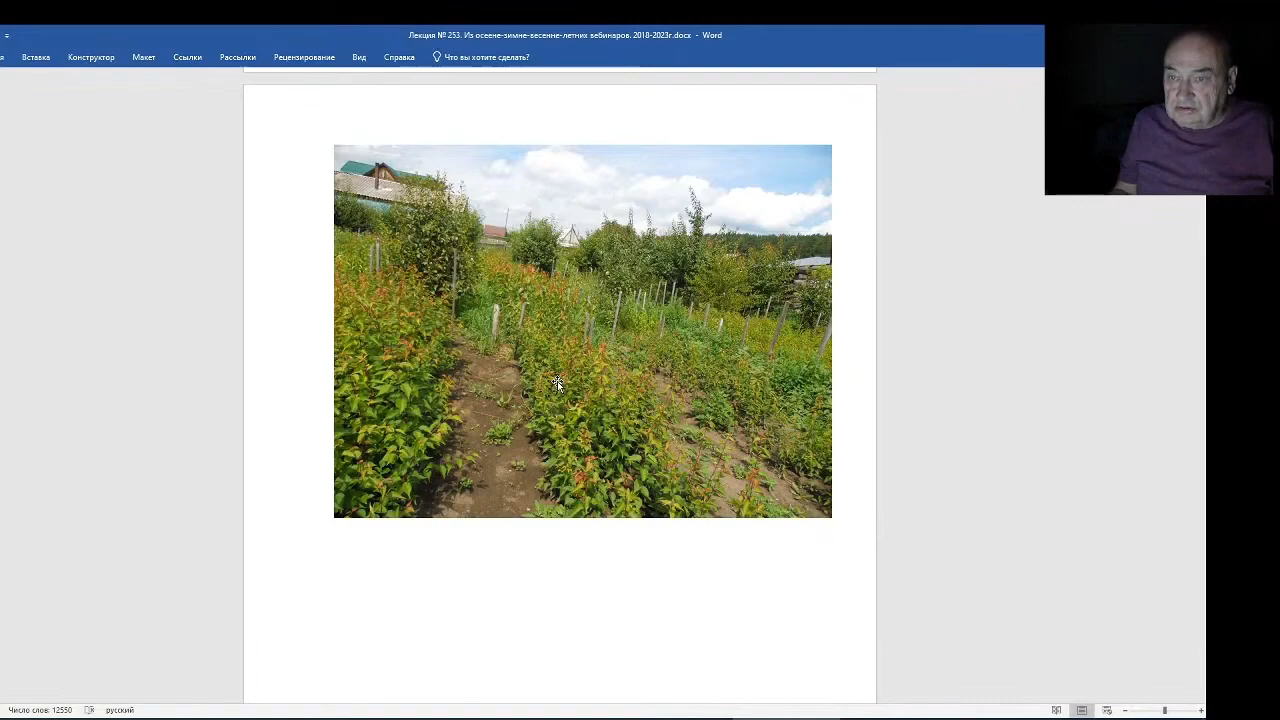 Лекция № 253. Из осеене-зимне-весенне-летних вебинаров. 2018-2023г.docx - Word
я Вставка Конструктор Макет Ссылки Рассылки Рецензирование Вид Справка Что вы хотите сделать?
Число слов: 12550 русский